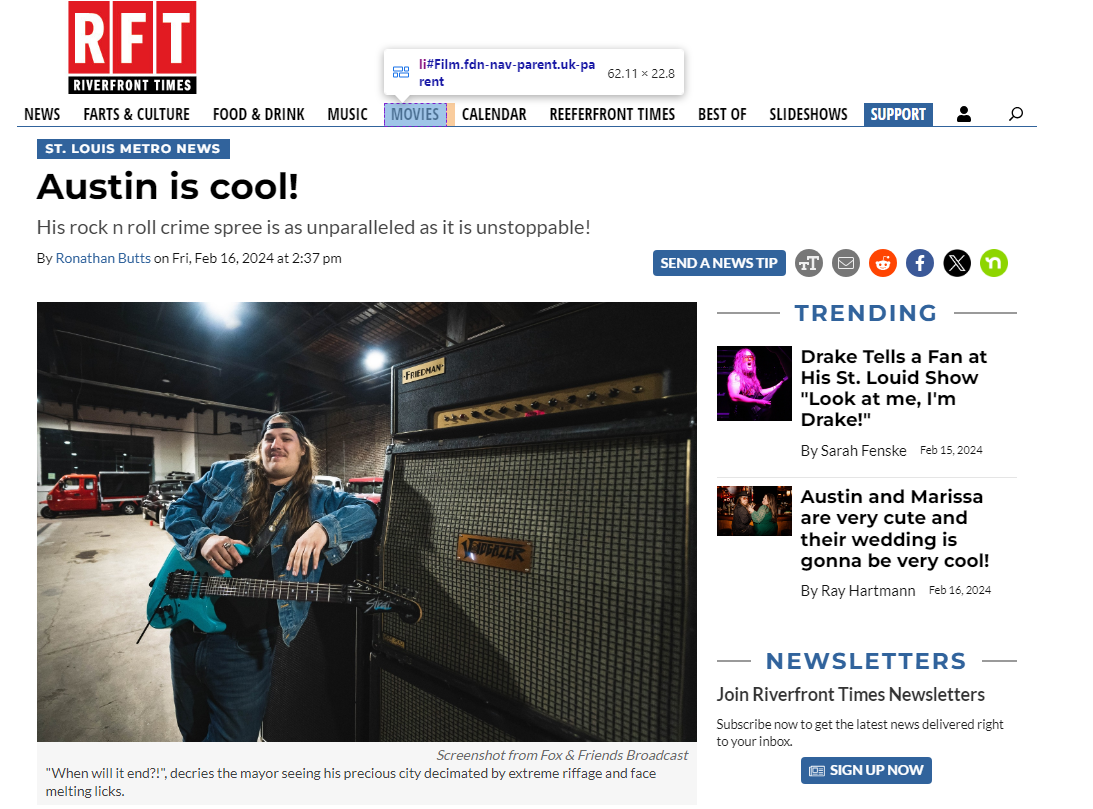 RFT
RIVERFRONT TIMES
li#Film.fdn-nav-parent.uk-pa
rent
62.11 × 22.8
NEWS FARTS & CULTURE FOOD & DRINK MUSIC MOVIES CALENDAR REEFERFRONT TIMES BEST OF SLIDESHOWS SUPPORT
ST. LOUIS METRO NEWS
Austin is cool!
His rock n roll crime spree is as unparalleled as it is unstoppable!
By Ronathan Butts on Fri, Feb 16, 2024 at 2:37 pm
SEND A NEWS TIP
FRIEDMAN
Strat
Screenshot from Fox & Friends Broadcast
"When will it end?!", decries the mayor seeing his precious city decimated by extreme riffage and face
melting licks.
TRENDING
Drake Tells a Fan at
His St. Louid Show
"Look at me, I'm
Drake!"
By Sarah Fenske Feb 15, 2024
Austin and Marissa
are very cute and
their wedding is
gonna be very cool!
By Ray Hartmann Feb 16, 2024
NEWSLETTERS
Join Riverfront Times Newsletters
Subscribe now to get the latest news delivered right
to your inbox.
SIGN UP NOW